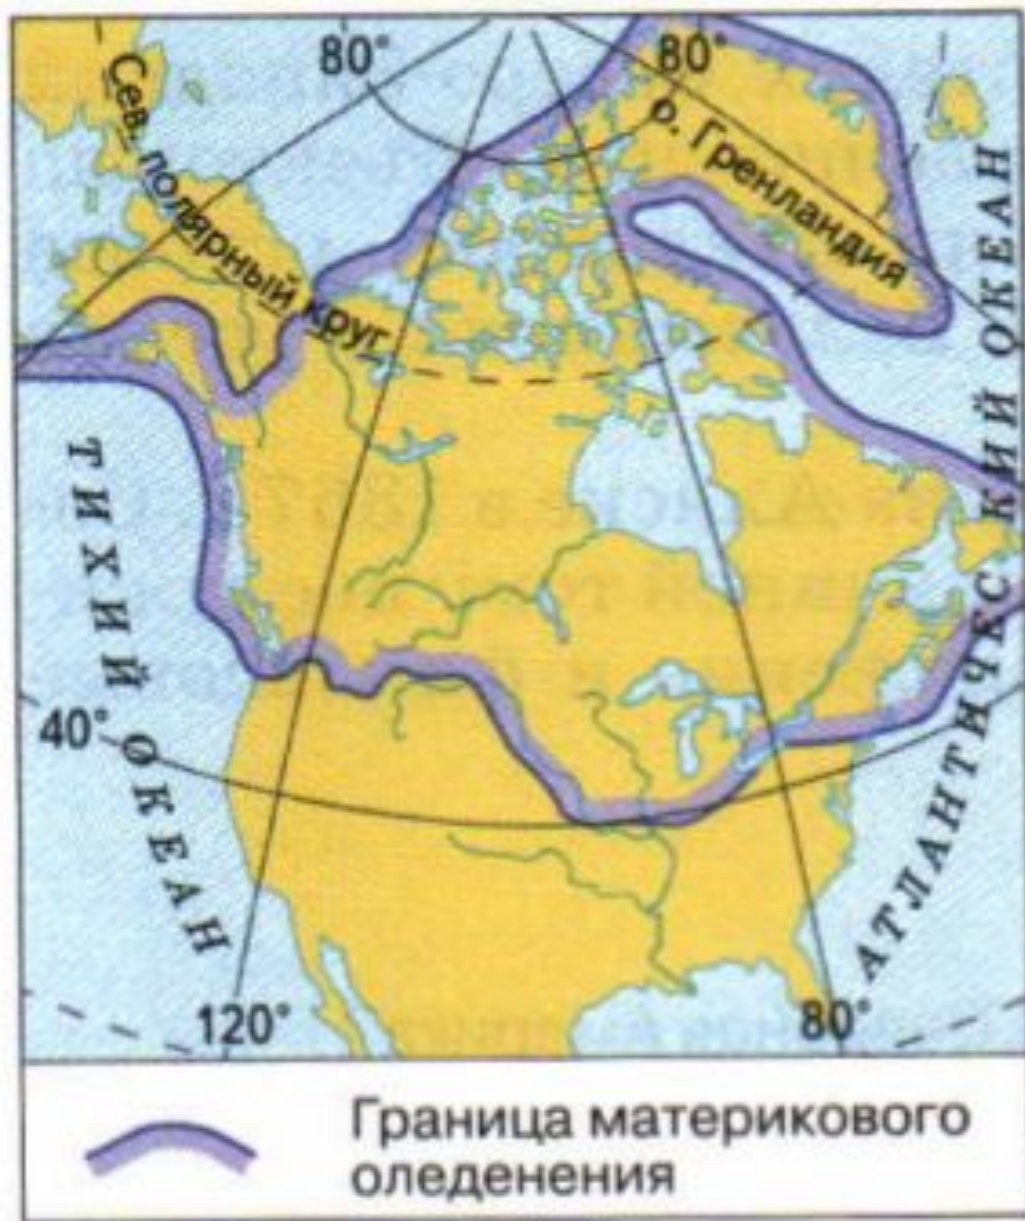 80°
80°
Сев. полярный круг
о. Гренландия
ТИХИЙ ОКЕАН
АТЛАНТИЧЕСКИЙ ОКЕАН
40°
120°
80°
Граница материкового
оледенения